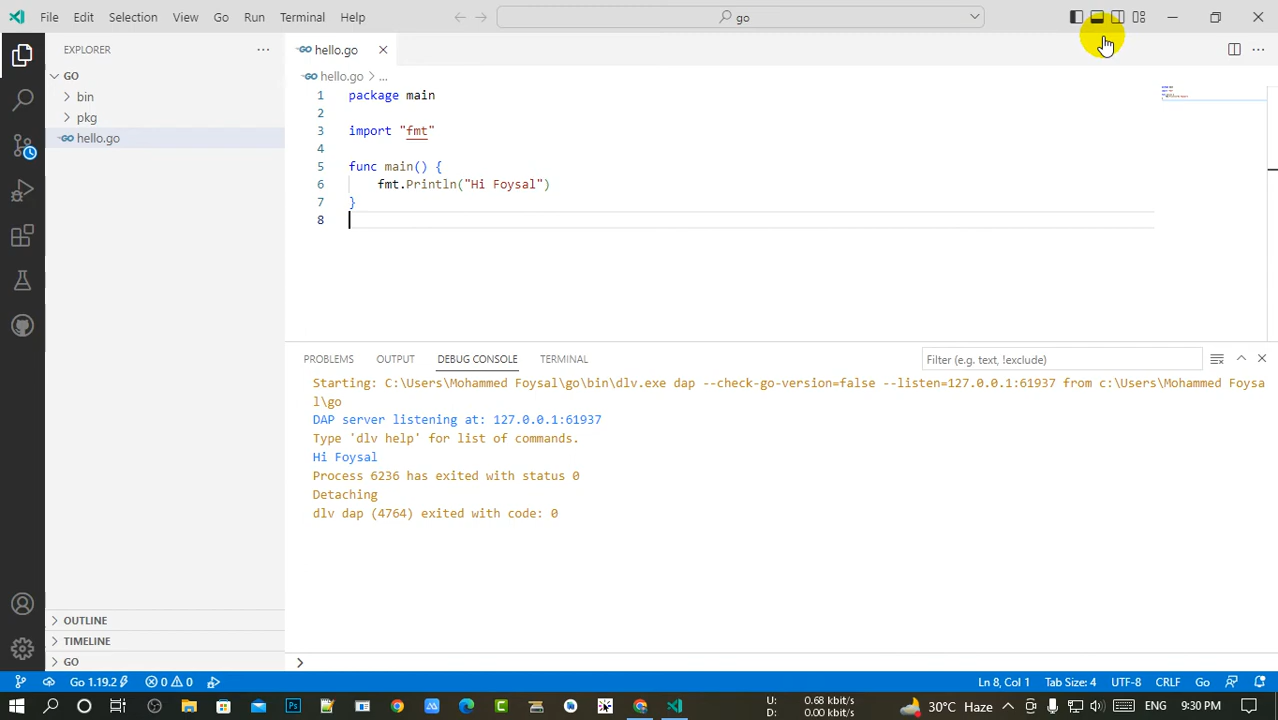 File Edit Selection View Go Run Terminal Help
go
EXPLORER
hello.go
GO
bin
pkg
hello.go
hello.go > ...
1 package main
2
3 import "fmt"
4
5 func main() {
6 fmt.Println("Hi Foysal")
7 }
8
PROBLEMS OUTPUT DEBUG CONSOLE TERMINAL
Filter (e.g. text, !exclude)
Starting: C:\Users\Mohammed Foysal\go\bin\dlv.exe dap --check-go-version=false --listen=127.0.0.1:61937 from c:\Users\Mohammed Foysa
l\go
DAP server listening at: 127.0.0.1:61937
Type 'dlv help' for list of commands.
Hi Foysal
Process 6236 has exited with status 0
Detaching
dlv dap (4764) exited with code: 0
OUTLINE
TIMELINE
GO
Go 1.19.2 0 0
Ln 8, Col 1 Tab Size: 4 UTF-8 CRLF Go
U: 0.68 kbit/s
D: 0.00 kbit/s
30°C Haze
ENG 9:30 PM